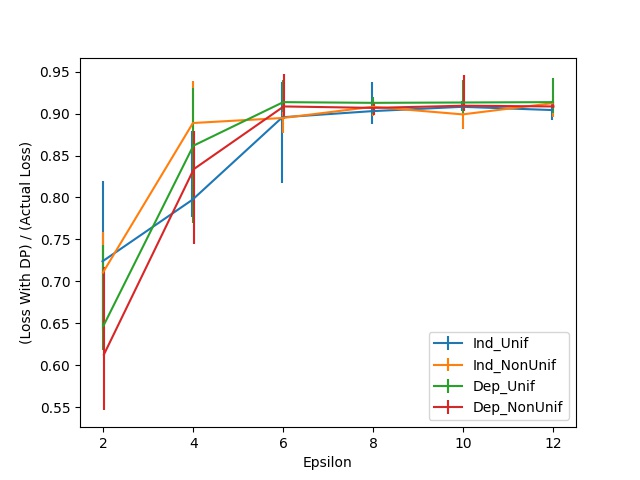 0.95
0.90
0.85
0.80
0.75
0.70
0.65
0.60
0.55
(Loss With DP) / (Actual Loss)
Ind_Unif
Ind_NonUnif
Dep_Unif
Dep_NonUnif
2 4 6 8 10 12
Epsilon